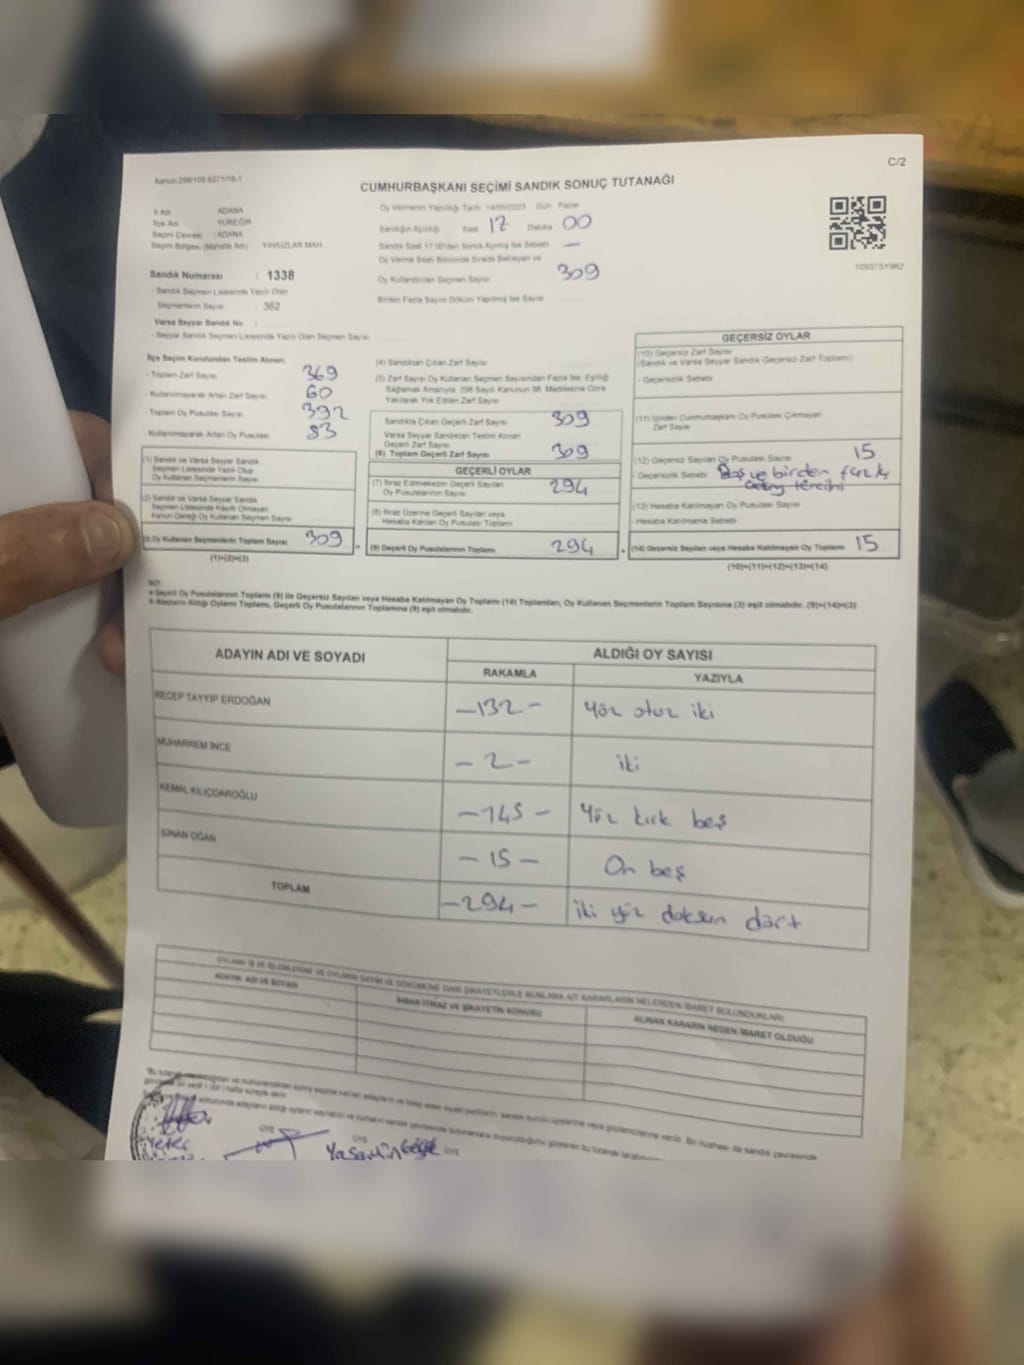 C/2
Kanun:298/105;6271/18-1
CUMHURBAŞKANI SEÇİMİ SANDIK SONUÇ TUTANAĞI
İl Adı ADANA
İlçe Adı YÜREĞİR
Seçim Çevresi : ADANA
Seçim Bölgesi (Mahalle Adı) YAVUZLAR MAH
Sandık Numarası : 1338
- Sandık Seçmen Listesinde Yazılı Olan
Seçmenlerin Sayısı : 362
Varsa Seyyar Sandık No :
- Seyyar Sandık Seçmen Listesinde Yazılı Olan Seçmen Sayısı
Oy Vermenin Yapıldığı Tarih 14/05/2023 Gün Pazar
Sandığın Açıldığı Saat 17 Dakika 00
Sandık Saat 17:00'den Sonra Açılmış İse Sebebi —
Oy Verme Saati Bitiminde Sırada Bekleyen ve
Oy Kullandırılan Seçmen Sayısı 309
Birden Fazla Sayım Döküm Yapılmış İse Sayısı
1093751982
İlçe Seçim Kurulundan Teslim Alınan;
- Toplam Zarf Sayısı 369
- Kullanılmayarak Artan Zarf Sayısı 60
- Toplam Oy Pusulası Sayısı 392
- Kullanılmayarak Artan Oy Pusulası 83
(1) Sandık ve Varsa Seyyar Sandık
Seçmen Listesinde Yazılı Olup
Oy Kullanan Seçmenlerin Sayısı
(2) Sandık ve Varsa Seyyar Sandık
Seçmen Listesinde Kayıtlı Olmayan
Kanun Gereği Oy Kullanan Seçmen Sayısı
(3) Oy Kullanan Seçmenlerin Toplam Sayısı 309
(1)+(2)=(3)
(4) Sandıktan Çıkan Zarf Sayısı
(5) Zarf Sayısı Oy Kullanan Seçmen Sayısından Fazla İse, Eşitliği
Sağlamak Amacıyla, 298 Sayılı Kanunun 98. Maddesine Göre
Yakılarak Yok Edilen Zarf Sayısı
Sandıkta Çıkan Geçerli Zarf Sayısı 309
Varsa Seyyar Sandıktan Teslim Alınan
Geçerli Zarf Sayısı
(6) Toplam Geçerli Zarf Sayısı 309
GEÇERLİ OYLAR
(7) İtiraz Edilmeksizin Geçerli Sayılan
Oy Pusulalarının Sayısı 294
(8) İtiraz Üzerine Geçerli Sayılan veya
Hesaba Katılan Oy Pusulası Toplamı
(9) Geçerli Oy Pusulalarının Toplamı 294
GEÇERSİZ OYLAR
(10) Geçersiz Zarf Sayısı
(Sandık ve Varsa Seyyar Sandık Geçersiz Zarf Toplamı)
- Geçersizlik Sebebi
(11) İçinden Cumhurbaşkanı Oy Pusulası Çıkmayan
Zarf Sayısı
(12) Geçersiz Sayılan Oy Pusulası Sayısı 15
- Geçersizlik Sebebi Boş ve birden fazla
tercihi
(13) Hesaba Katılmayan Oy Pusulası Sayısı
- Hesaba Katılmama Sebebi
(14) Geçersiz Sayılan veya Hesaba Katılmayan Oy Toplamı 15
(10)+(11)+(12)+(13)=(14)
NOT:
a-Geçerli Oy Pusulalarının Toplamı (9) ile Geçersiz Sayılan veya Hesaba Katılmayan Oy Toplamı (14) Toplamları, Oy Kullanan Seçmenlerin Toplam Sayısına (3) eşit olmalıdır. (9)+(14)=(3)
b-Adayların Aldığı Oyların Toplamı, Geçerli Oy Pusulalarının Toplamına (9) eşit olmalıdır.
ADAYIN ADI VE SOYADI
ALDIĞI OY SAYISI
RAKAMLA
YAZIYLA
RECEP TAYYİP ERDOĞAN -132- Yüz otuz iki
MUHARREM İNCE -2- iki
KEMAL KILIÇDAROĞLU -145- Yüz kırk beş
SİNAN OĞAN -15- On beş
TOPLAM -294- iki yüz doksan dört
OYLAMA İŞ VE İŞLEMLERİNE VE OYLARIN SAYIM VE DÖKÜMÜNE DAİR ŞİKAYETLERLE BUNLARA AİT KARARLARIN NELERDEN İBARET BULUNDUKLARI
ADAYIN ADI VE SOYADI
İHBAR İTİRAZ VE ŞİKAYETİN KONUSU
ALINAN KARARIN NEDEN İBARET OLDUĞU
ÜYE
ÜYE
ÜYE
Yeter